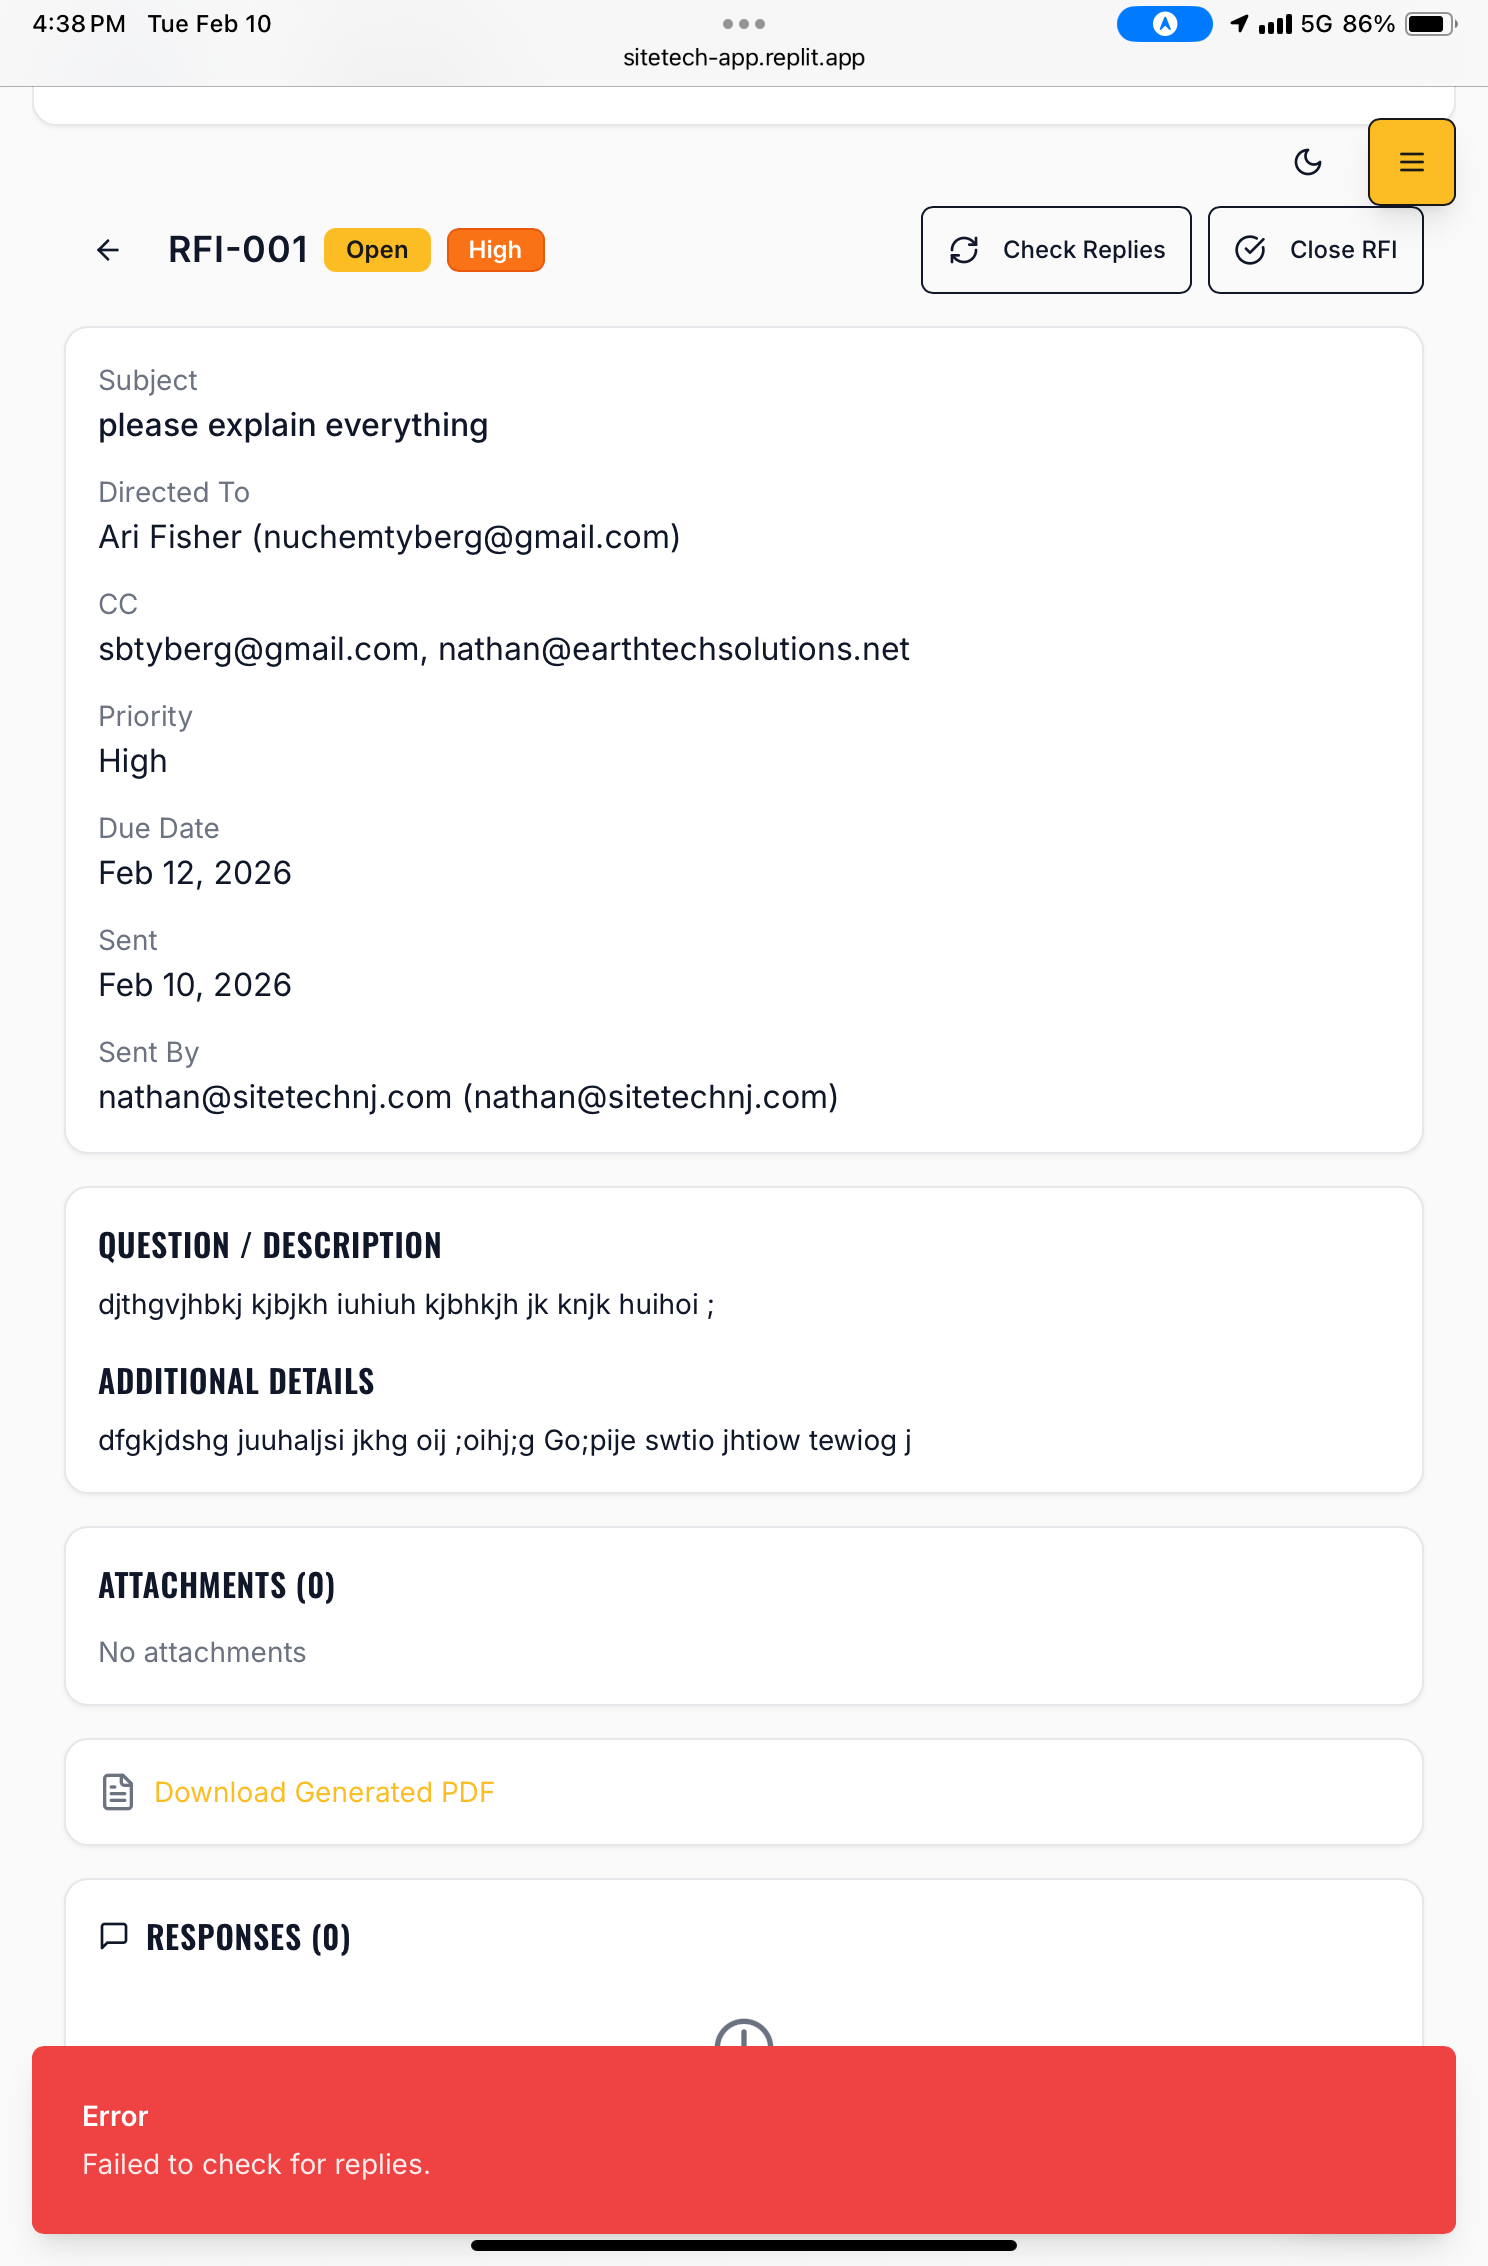 4:38 PM Tue Feb 10
5G 86%
sitetech-app.replit.app
RFI-001 Open High
Check Replies
Close RFI
Subject
please explain everything
Directed To
Ari Fisher (nuchemtyberg@gmail.com)
CC
sbtyberg@gmail.com, nathan@earthtechsolutions.net
Priority
High
Due Date
Feb 12, 2026
Sent
Feb 10, 2026
Sent By
nathan@sitetechnj.com (nathan@sitetechnj.com)
QUESTION / DESCRIPTION
djthgvjhbkj kjbjkh iuhiuh kjbhkjh jk knjk huihoi ;
ADDITIONAL DETAILS
dfgkjdshg juuhaljsi jkhg oij ;oihj;g Go;pije swtio jhtiow tewiog j
ATTACHMENTS (0)
No attachments
Download Generated PDF
RESPONSES (0)
Error
Failed to check for replies.